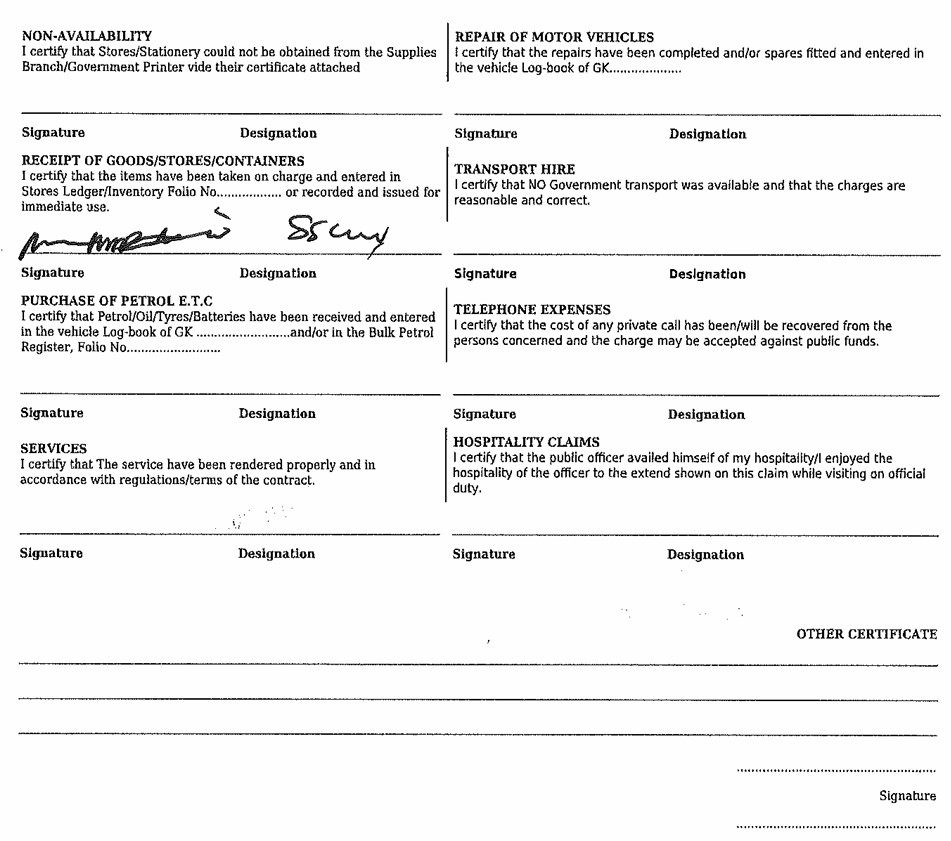 NON-AVAILABILITY
I certify that Stores/Stationery could not be obtained from the Supplies
Branch/Government Printer vide their certificate attached
Signature Designation
RECEIPT OF GOODS/STORES/CONTAINERS
I certify that the items have been taken on charge and entered in
Stores Ledger/Inventory Folio No.................. or recorded and issued for
immediate use.
Signature Designation
PURCHASE OF PETROL E.T.C
I certify that Petrol/Oil/Tyres/Batteries have been received and entered
in the vehicle Log-book of GK ..........................and/or in the Bulk Petrol
Register, Folio No..........................
Signature Designation
SERVICES
I certify that The service have been rendered properly and in
accordance with regulations/terms of the contract.
Signature Designation
REPAIR OF MOTOR VEHICLES
I certify that the repairs have been completed and/or spares fitted and entered in
the vehicle Log-book of GK....................
Signature Designation
TRANSPORT HIRE
I certify that NO Government transport was available and that the charges are
reasonable and correct.
Signature Designation
TELEPHONE EXPENSES
I certify that the cost of any private call has been/will be recovered from the
persons concerned and the charge may be accepted against public funds.
Signature Designation
HOSPITALITY CLAIMS
I certify that the public officer availed himself of my hospitality/I enjoyed the
hospitality of the officer to the extend shown on this claim while visiting on official
duty.
Signature Designation
OTHER CERTIFICATE
Signature